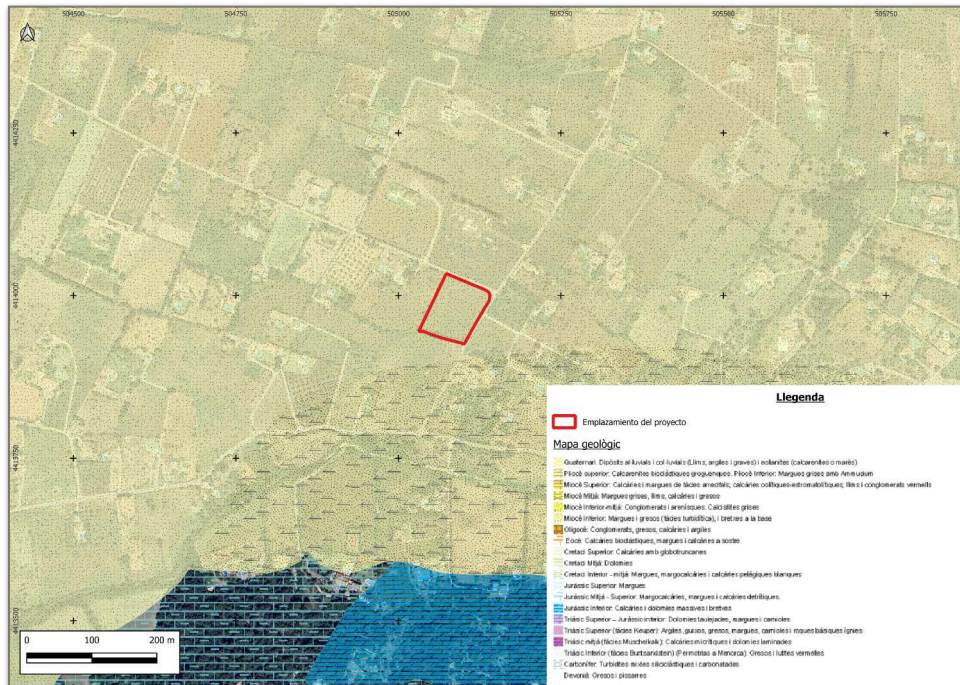 504500 504750 505000 505250 505500 505750
4414250
4414000
4413750
4413500
0 100 200 m
Llegenda
Emplazamiento del proyecto
Mapa geològic
Quaternari: Dipòsits al·luvials i col·luvials (Llims, argiles i graves) i eolianites (calcarenites o marès)
Pliocè superior: Calcarenites bioclàstiques groguenques. Pliocè Inferior: Margues grises amb Ammusium
Miocè Superior: Calcàries i margues de fàcies arrecifals; calcàries oolítiques-estromatolítiques; llims i conglomerats vermells
Miocè Mitjà: Margues grises, llims, calcàries i gresos
Miocè Inferior-mitjà: Conglomerats i arenisques. Calcisiltites grises
Miocè Inferior: Margues i gresos (fàcies turbidítica), i bretxes a la base
Oligocè: Conglomerats, gresos, calcàries i argiles
Eocè: Calcàries bioclàstiques, margues i calcàries a sostre
Cretaci Superior: Calcàries amb globotruncanes
Cretaci Mitjà: Dolomies
Cretaci Inferior - mitjà: Margues, margocalcàries i calcàries pelàgiques blanques
Juràssic Superior: Margues
Juràssic Mitjà - Superior: Margocalcàries, margues i calcàries detrítiques.
Juràssic Inferior: Calcàries i dolomies massives i bretxes
Triàsic Superior – Juràssic inferior: Dolomies taulejades, margues i carnioles
Triàsic Superior (fàcies Keuper): Argiles, guixos, gresos, margues, carnioles i roques bàsiques ígnies
Triàsic mitjà (fàcies Muschelkalk): Calcàries micrítiques i dolomies laminades
Triàsic Inferior (fàcies Buntsandstein) (Permotrias a Menorca): Gresos i lutites vermelles
Carbonífer: Turbidites mixtes siliciclàstiques i carbonatades
Devonià: Gresos i pissarres